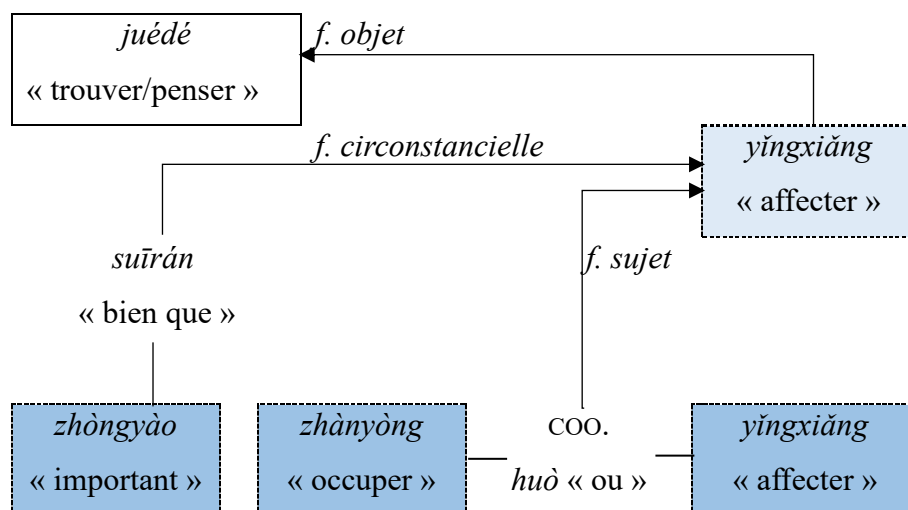 juédé
« trouver/penser »
f. objet
f. circonstancielle
yǐngxiǎng
« affecter »
suīrán
« bien que »
f. sujet
zhòngyào
« important »
zhànyòng
« occuper »
COO.
huò « ou »
yǐngxiǎng
« affecter »